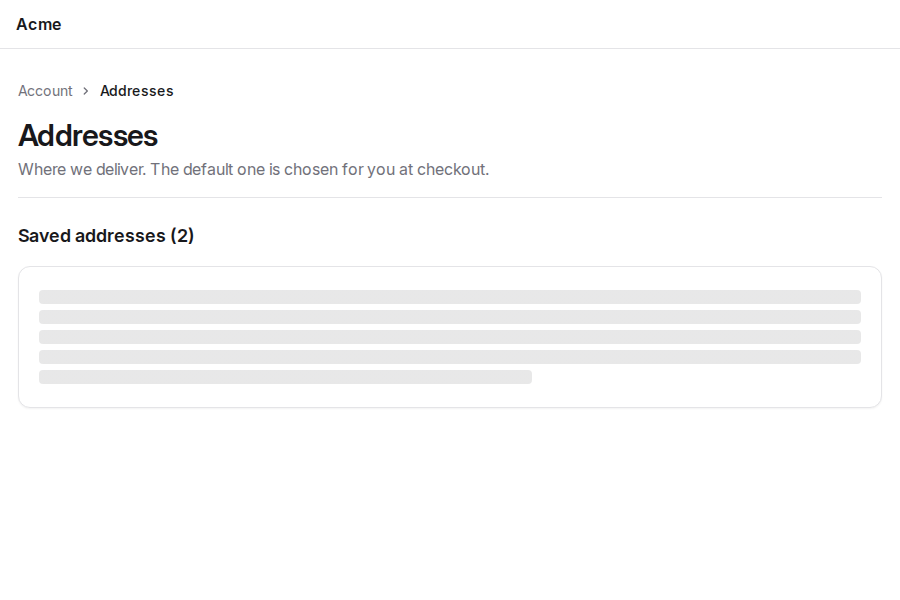 Acme
Account > Addresses
Addresses
Where we deliver. The default one is chosen for you at checkout.
Saved addresses (2)